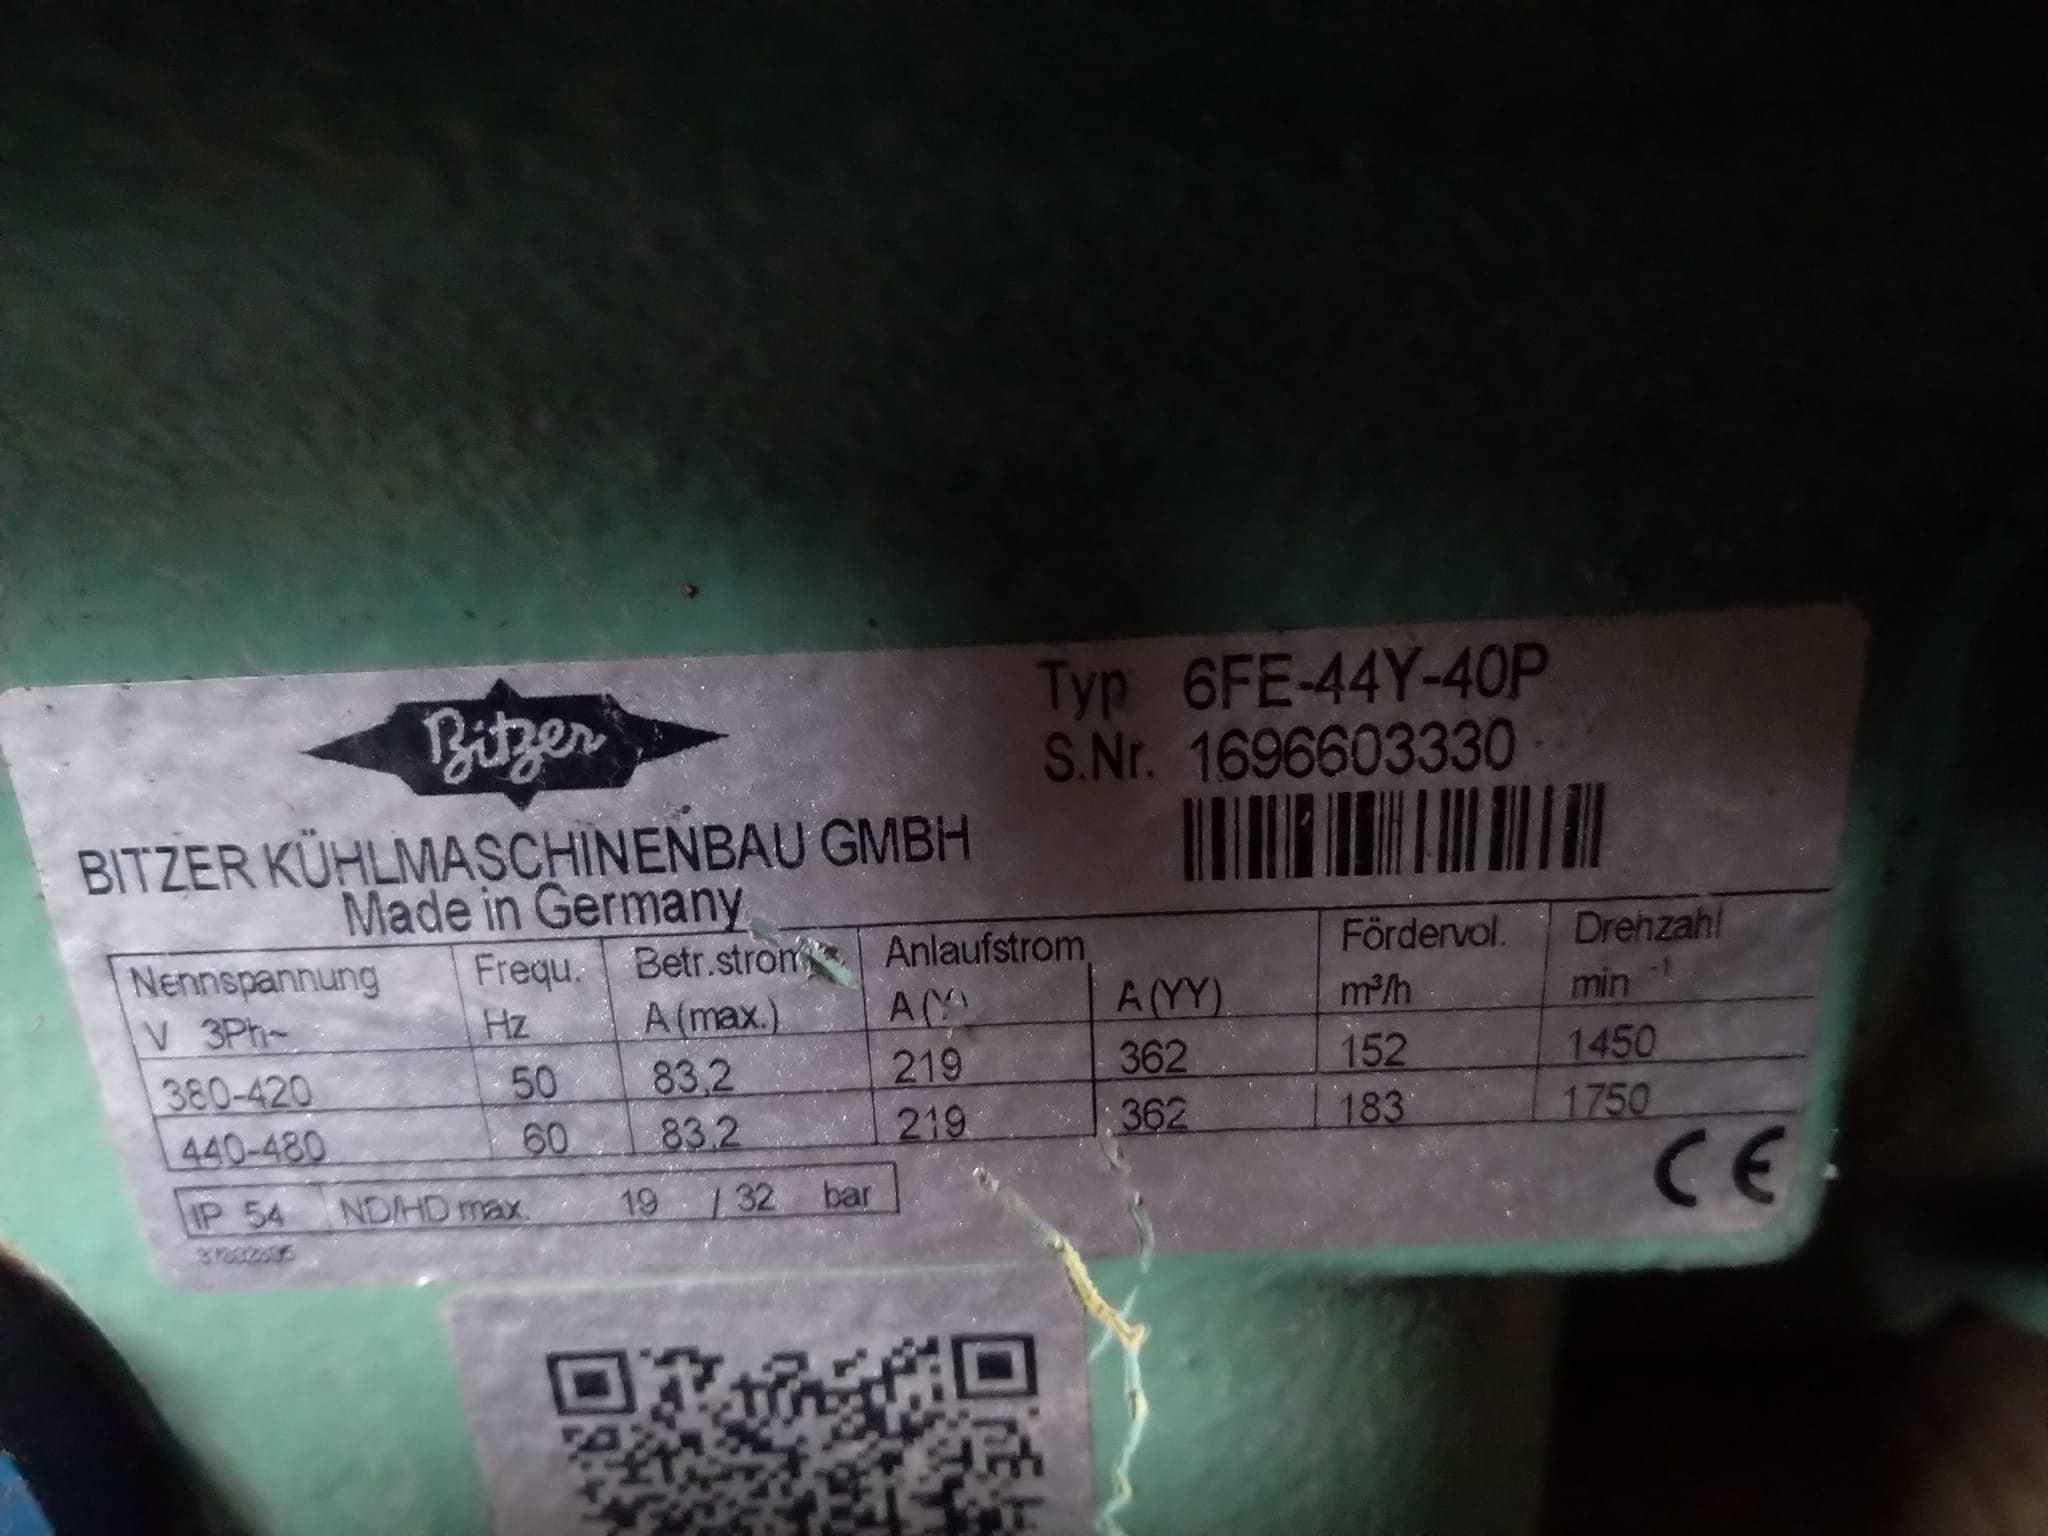 Bitzer
Typ 6FE-44Y-40P
S.Nr. 1696603330
BITZER KÜHLMASCHINENBAU GMBH
Made in Germany
Nennspannung Frequ. Betr.strom Anlaufstrom Fördervol. Drehzahl
V 3Ph~ Hz A (max.) A (Y) A (YY) m³/h min -1
380-420 50 83,2 219 362 152 1450
440-480 60 83,2 219 362 183 1750
IP 54 ND/HD max. 19 / 32 bar
CE